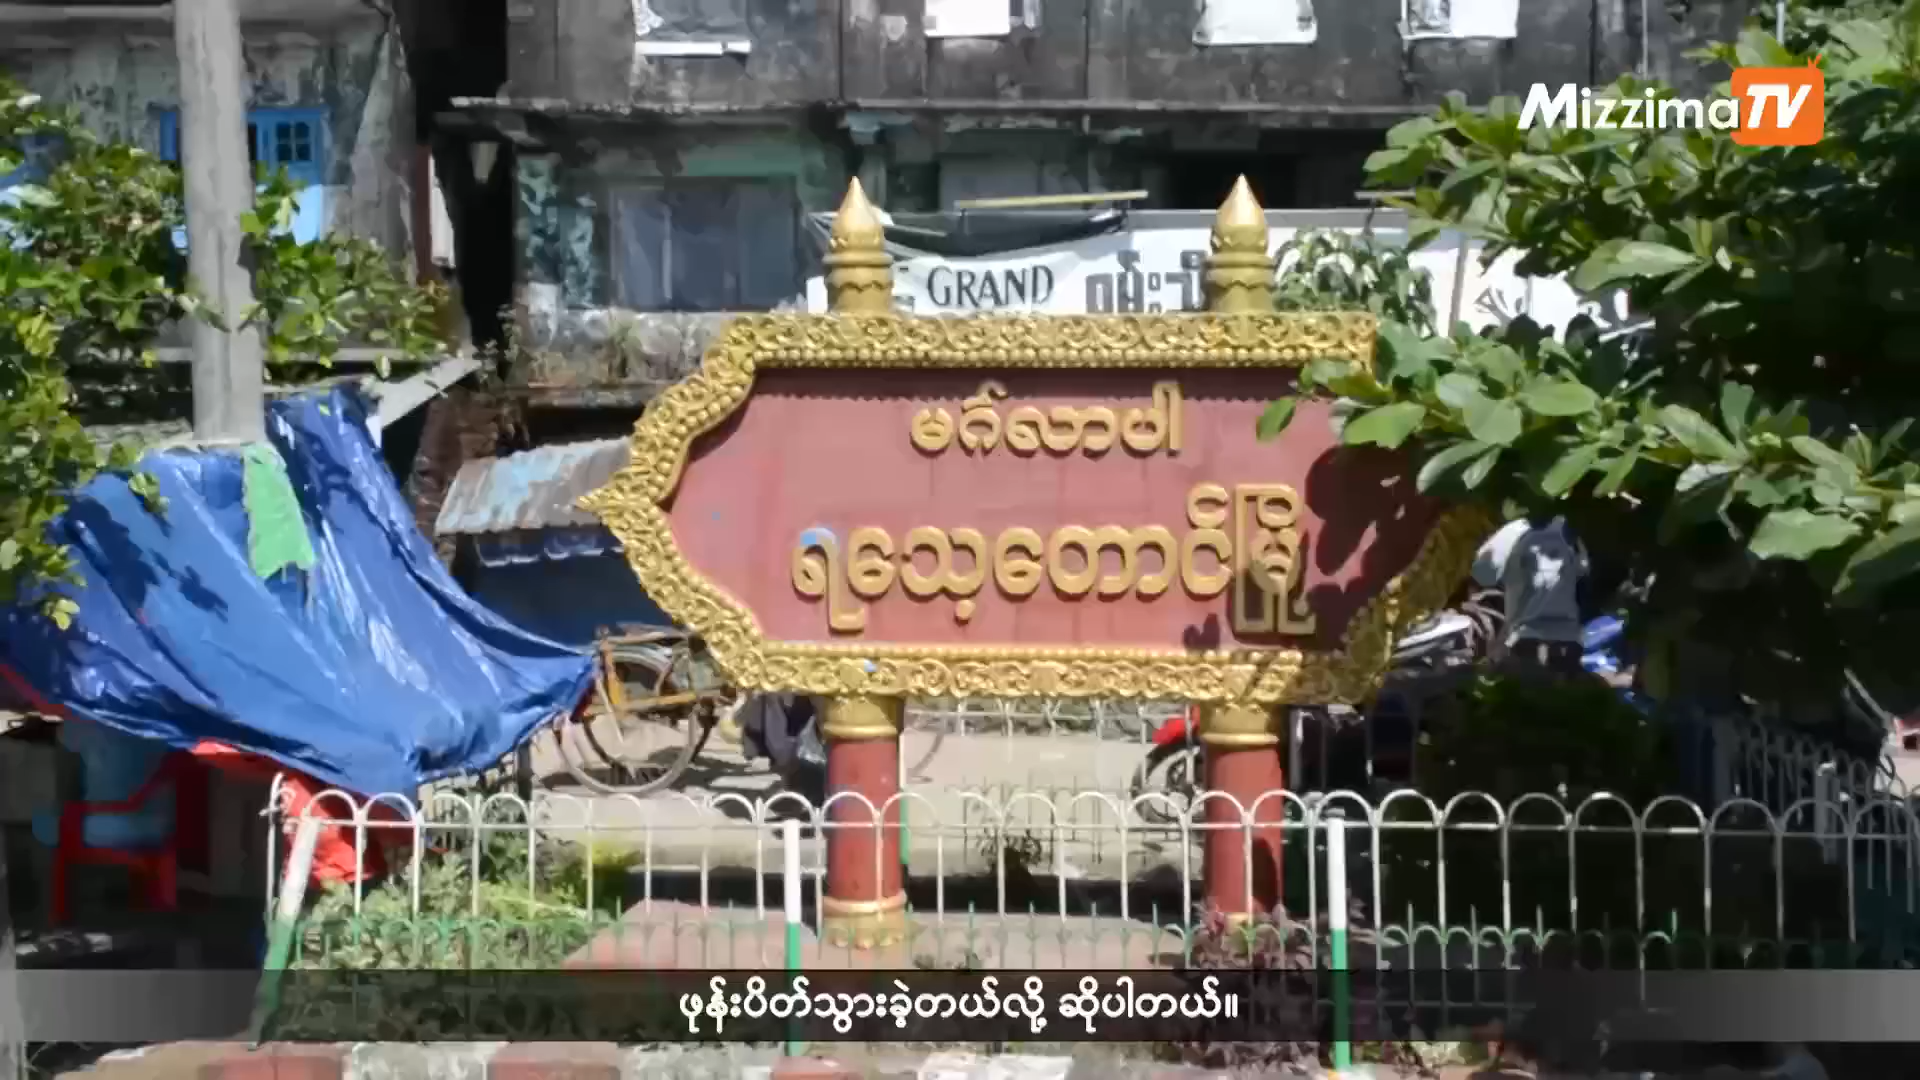 MizzimaTV
GRAND
မင်္ဂလာပါ
ရသေ့တောင်မြို့
ဖုန်းပိတ်သွားခဲ့တယ်လို့ ဆိုပါတယ်။